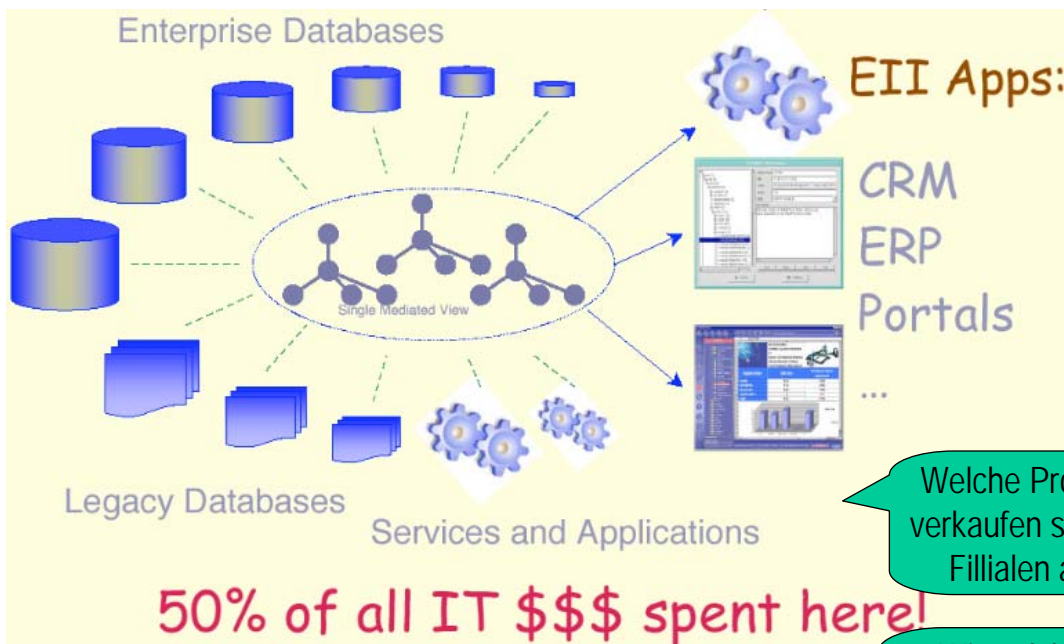 Enterprise Databases
EII Apps:
CRM
ERP
Portals
...
Single Mediated View
Legacy Databases
Services and Applications
Welche
verkaufen
Fillialen
50% of all IT $$$ spent here!